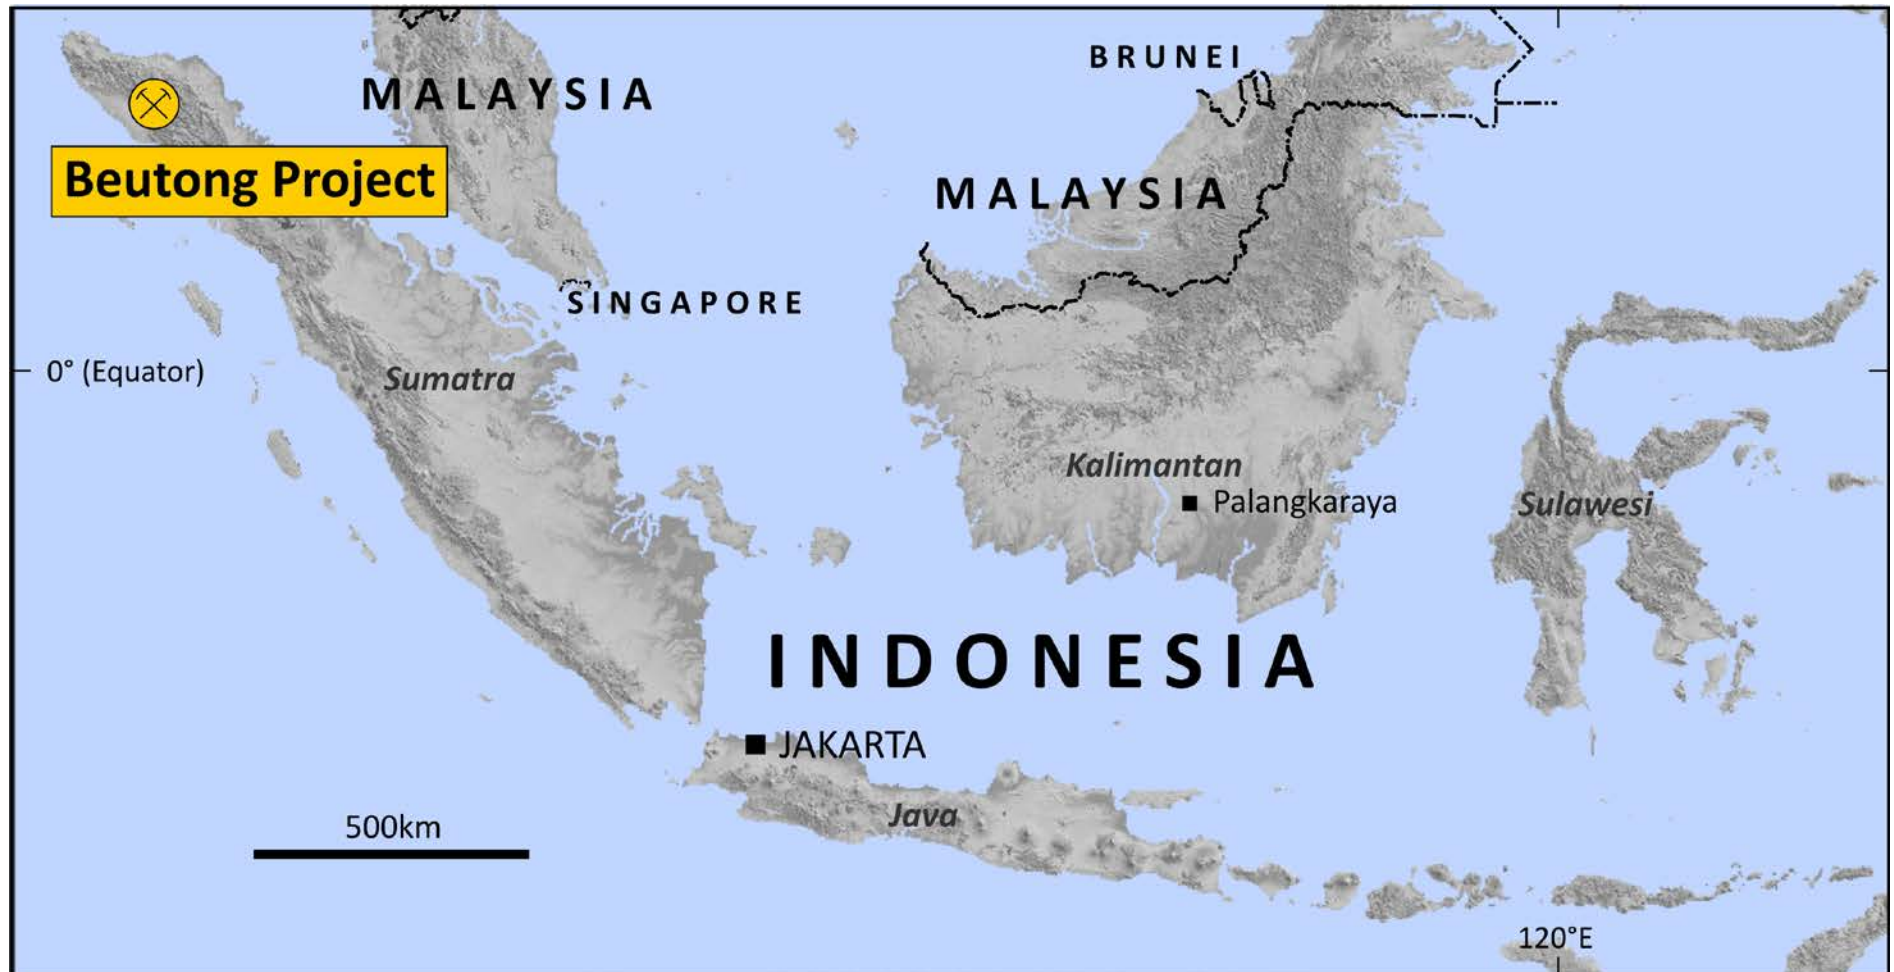 BRUNEI
MALAYSIA
Beutong Project
MALAYSIA
SINGAPORE
0° (Equator)
Sumatra
Kalimantan
Palangkaraya
Sulawesi
INDONESIA
JAKARTA
Java
500km
120°E